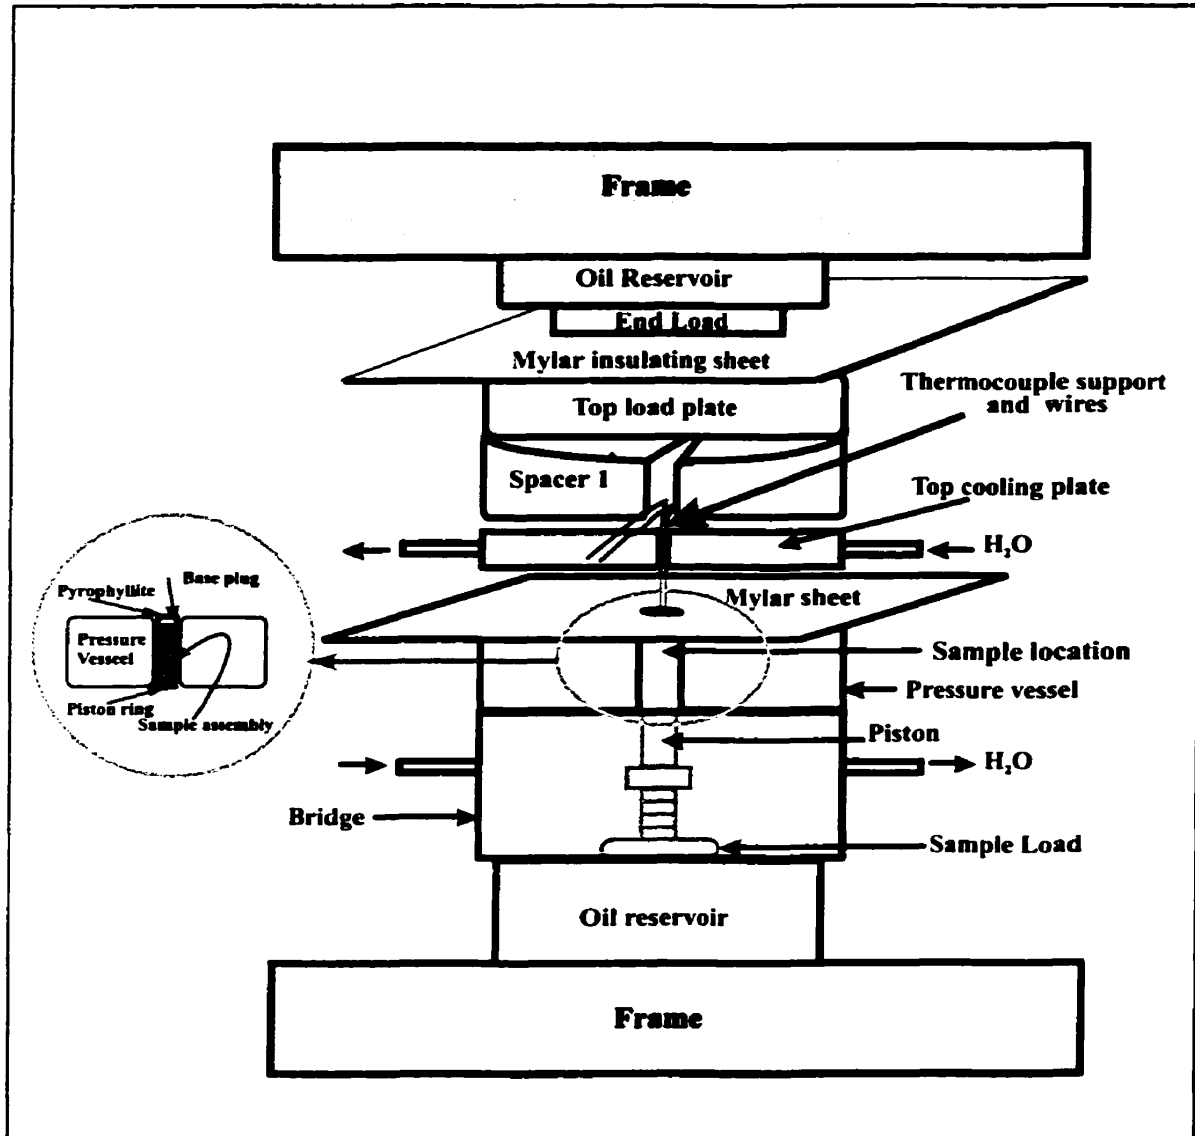 Frame
Oil Reservoir
End Load
Mylar insulating sheet
Thermocouple support
and wires
Top load plate
Spacer 1
Top cooling plate
H₂O
Base plug
Pyrophyllite
Mylar sheet
Pressure
Vesseel
Sample location
Pressure vessel
Piston ring
Sample assembly
Piston
H₂O
Bridge
Sample Load
Oil reservoir
Frame